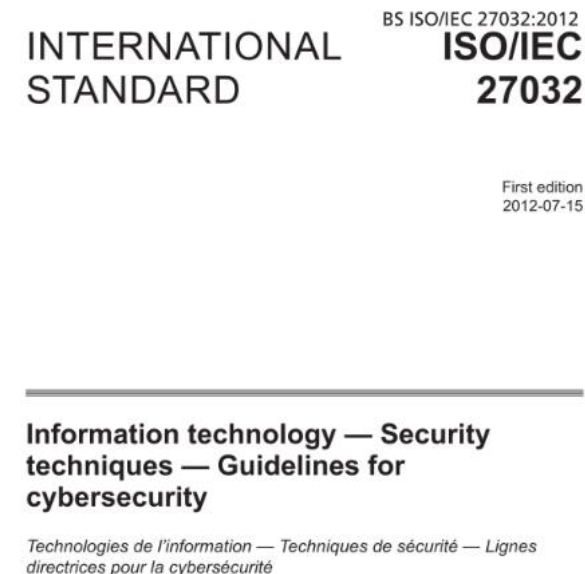 BS ISO/IEC 27032:2012
INTERNATIONAL
STANDARD
ISO/IEC
27032
First edition
2012-07-15
Information technology — Security
techniques — Guidelines for
cybersecurity
Technologies de l'information — Techniques de sécurité — Lignes
directrices pour la cybersécurité